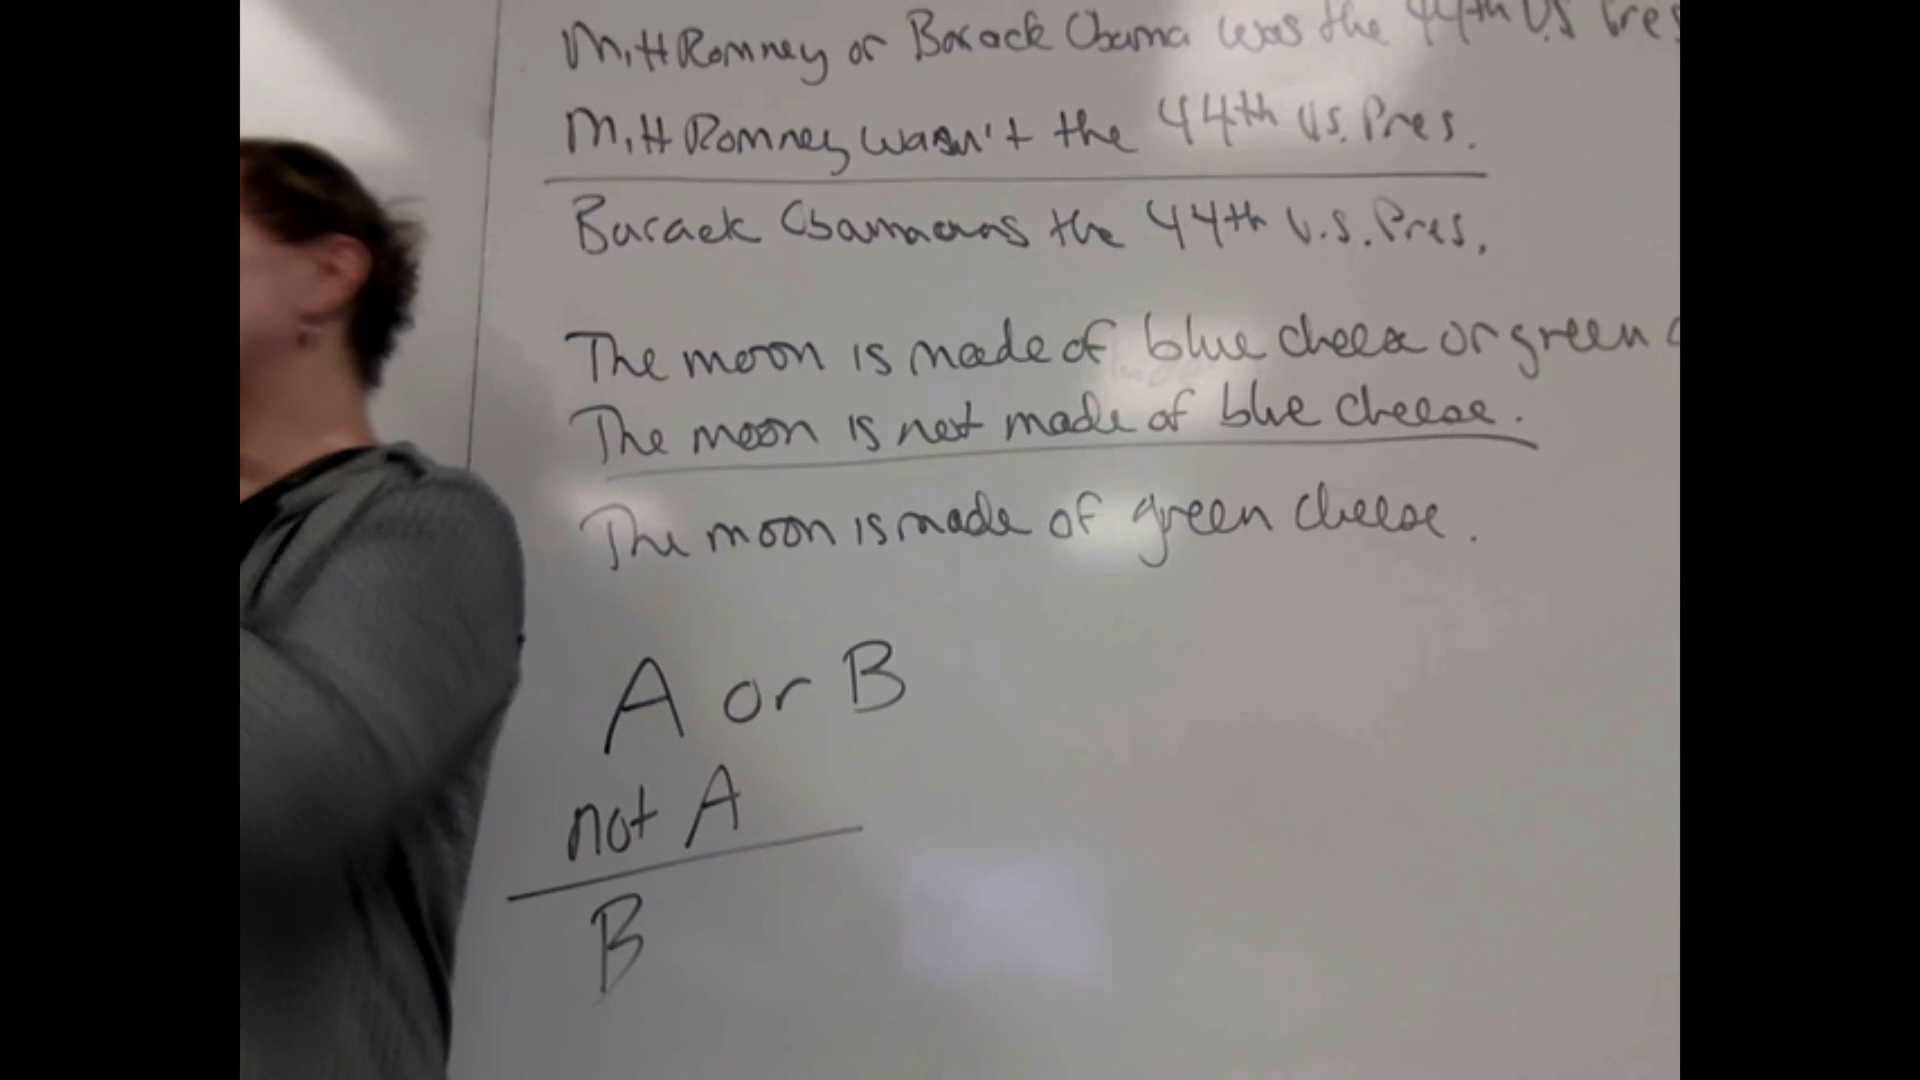 Mitt Romney or Barack Obama was the 44th U.S Pres
Mitt Romney wasn't the 44th U.S. Pres.
Barack Obama was the 44th U.S. Pres.
The moon is made of blue cheese or green
The moon is not made of blue cheese.
The moon is made of green cheese.
A or B
not A
B